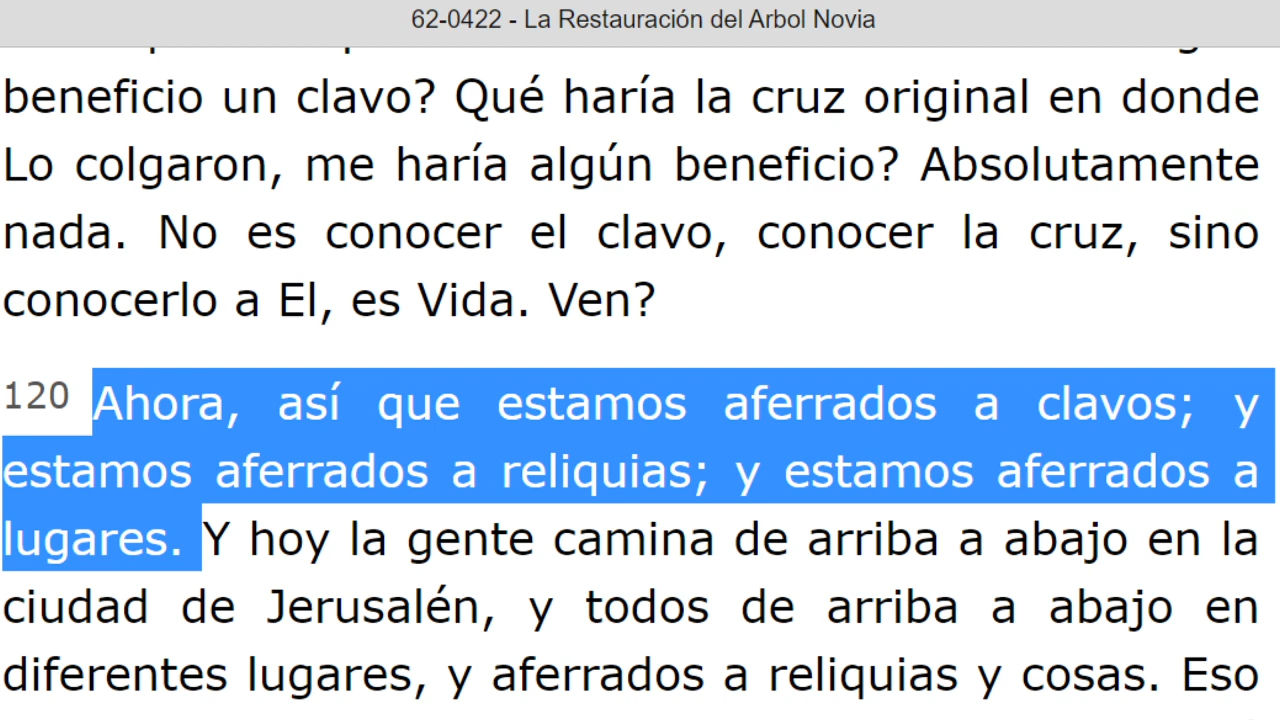 62-0422 - La Restauración del Arbol Novia
beneficio un clavo? Qué haría la cruz original en donde
Lo colgaron, me haría algún beneficio? Absolutamente
nada. No es conocer el clavo, conocer la cruz, sino
conocerlo a El, es Vida. Ven?
120 Ahora, así que estamos aferrados a clavos; y
estamos aferrados a reliquias; y estamos aferrados a
lugares. Y hoy la gente camina de arriba a abajo en la
ciudad de Jerusalén, y todos de arriba a abajo en
diferentes lugares, y aferrados a reliquias y cosas. Eso